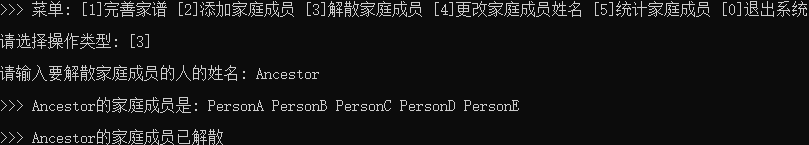 >>> 菜单: [1]完善家谱 [2]添加家庭成员 [3]解散家庭成员 [4]更改家庭成员姓名 [5]统计家庭成员 [0]退出系统
请选择操作类型: [3]
请输入要解散家庭成员的人的姓名: Ancestor
>>> Ancestor的家庭成员是: PersonA PersonB PersonC PersonD PersonE
>>> Ancestor的家庭成员已解散